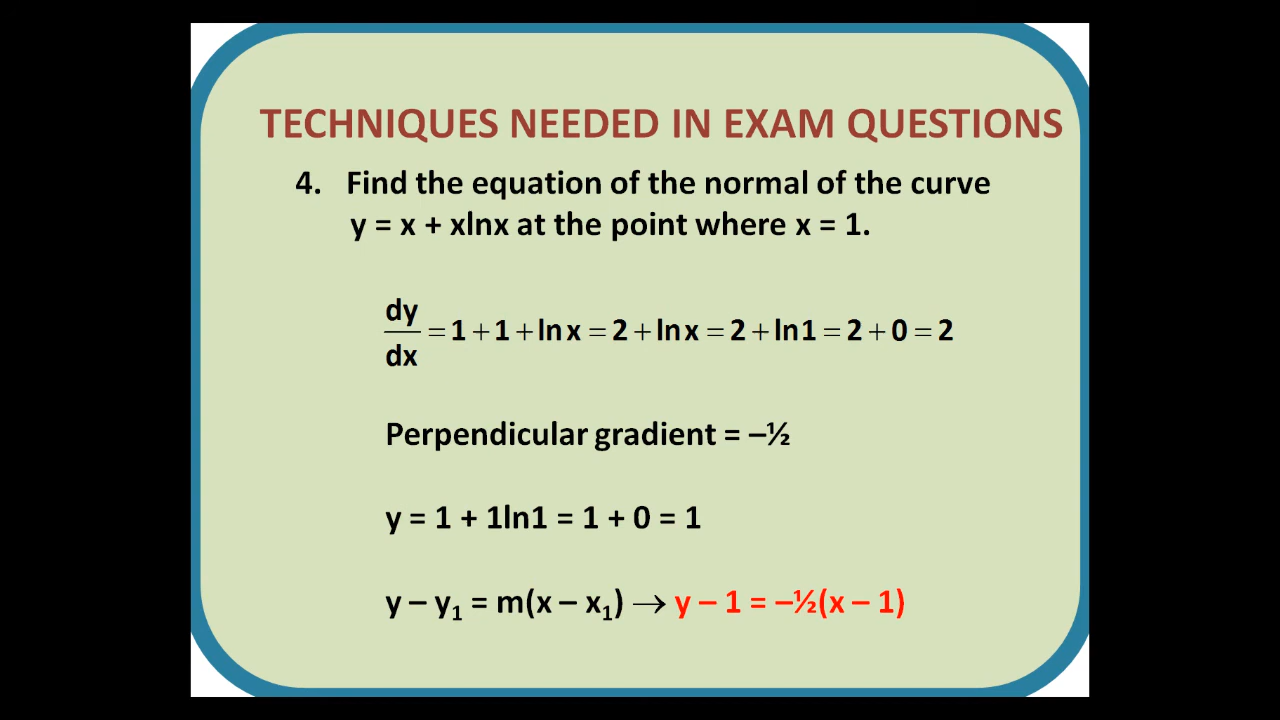 TECHNIQUES NEEDED IN EXAM QUESTIONS
4. Find the equation of the normal of the curve
y = x + xlnx at the point where x = 1.
dy/dx = 1 + 1 + ln x = 2 + ln x = 2 + ln 1 = 2 + 0 = 2
Perpendicular gradient = –½
y = 1 + 1ln1 = 1 + 0 = 1
y – y₁ = m(x – x₁) → y – 1 = –½(x – 1)